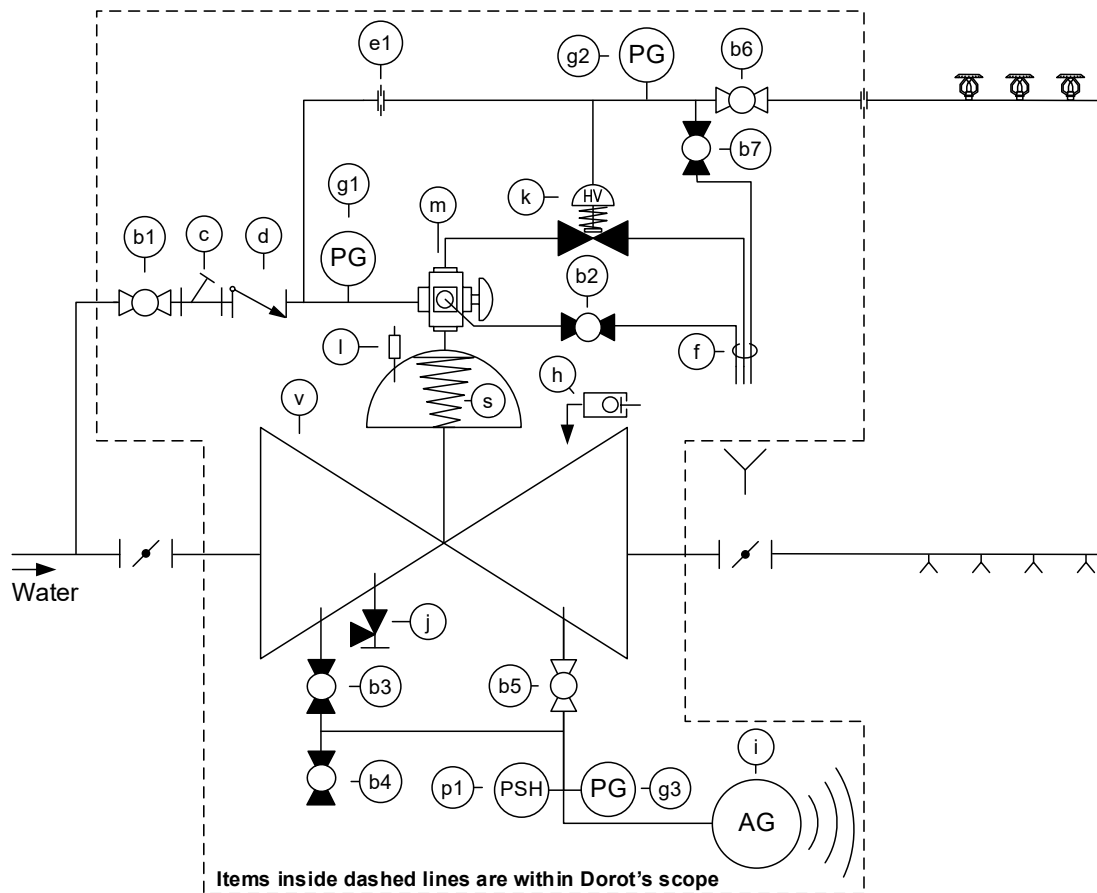 e1
g2
PG
b6
b7
g1
m
k
HV
b1
c
d
PG
b2
l
f
h
v
s
Water
j
b3
b5
b4
p1
PSH
PG
g3
i
AG
Items inside dashed lines are within Dorot's scope